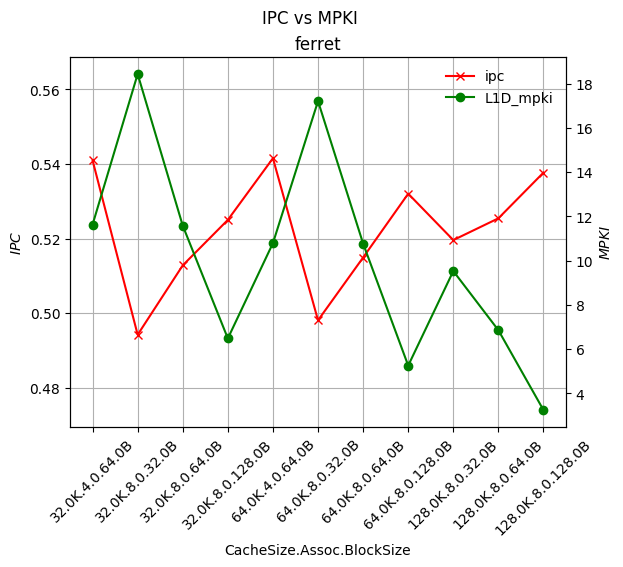 IPC vs MPKI
ferret
ipc
L1D_mpki
0.56
0.54
0.52
0.50
0.48
IPC
18
16
14
12
10
8
6
4
MPKI
32.0K.4.0.64.0B
32.0K.8.0.32.0B
32.0K.8.0.64.0B
32.0K.8.0.128.0B
64.0K.4.0.64.0B
64.0K.8.0.32.0B
64.0K.8.0.64.0B
64.0K.8.0.128.0B
128.0K.8.0.32.0B
128.0K.8.0.64.0B
128.0K.8.0.128.0B
CacheSize.Assoc.BlockSize